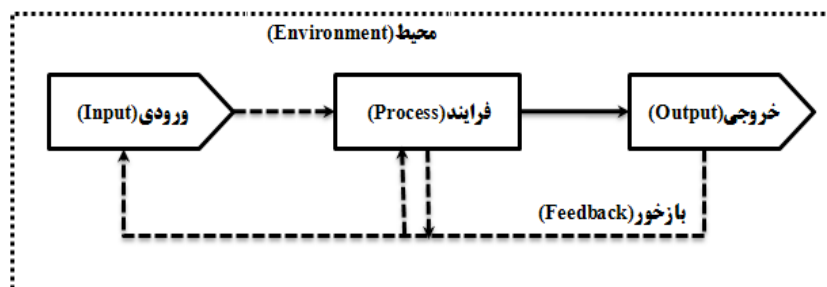 محیط(Environment)
ورودی(Input)
فرایند(Process)
خروجی(Output)
بازخور(Feedback)